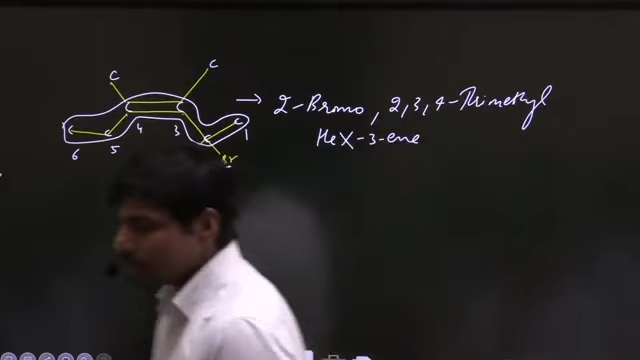 C
C
→ 2-Bromo, 2,3,4-Trimethyl
Hex-3-ene
C
C
C
6
5
4
3
1
Br